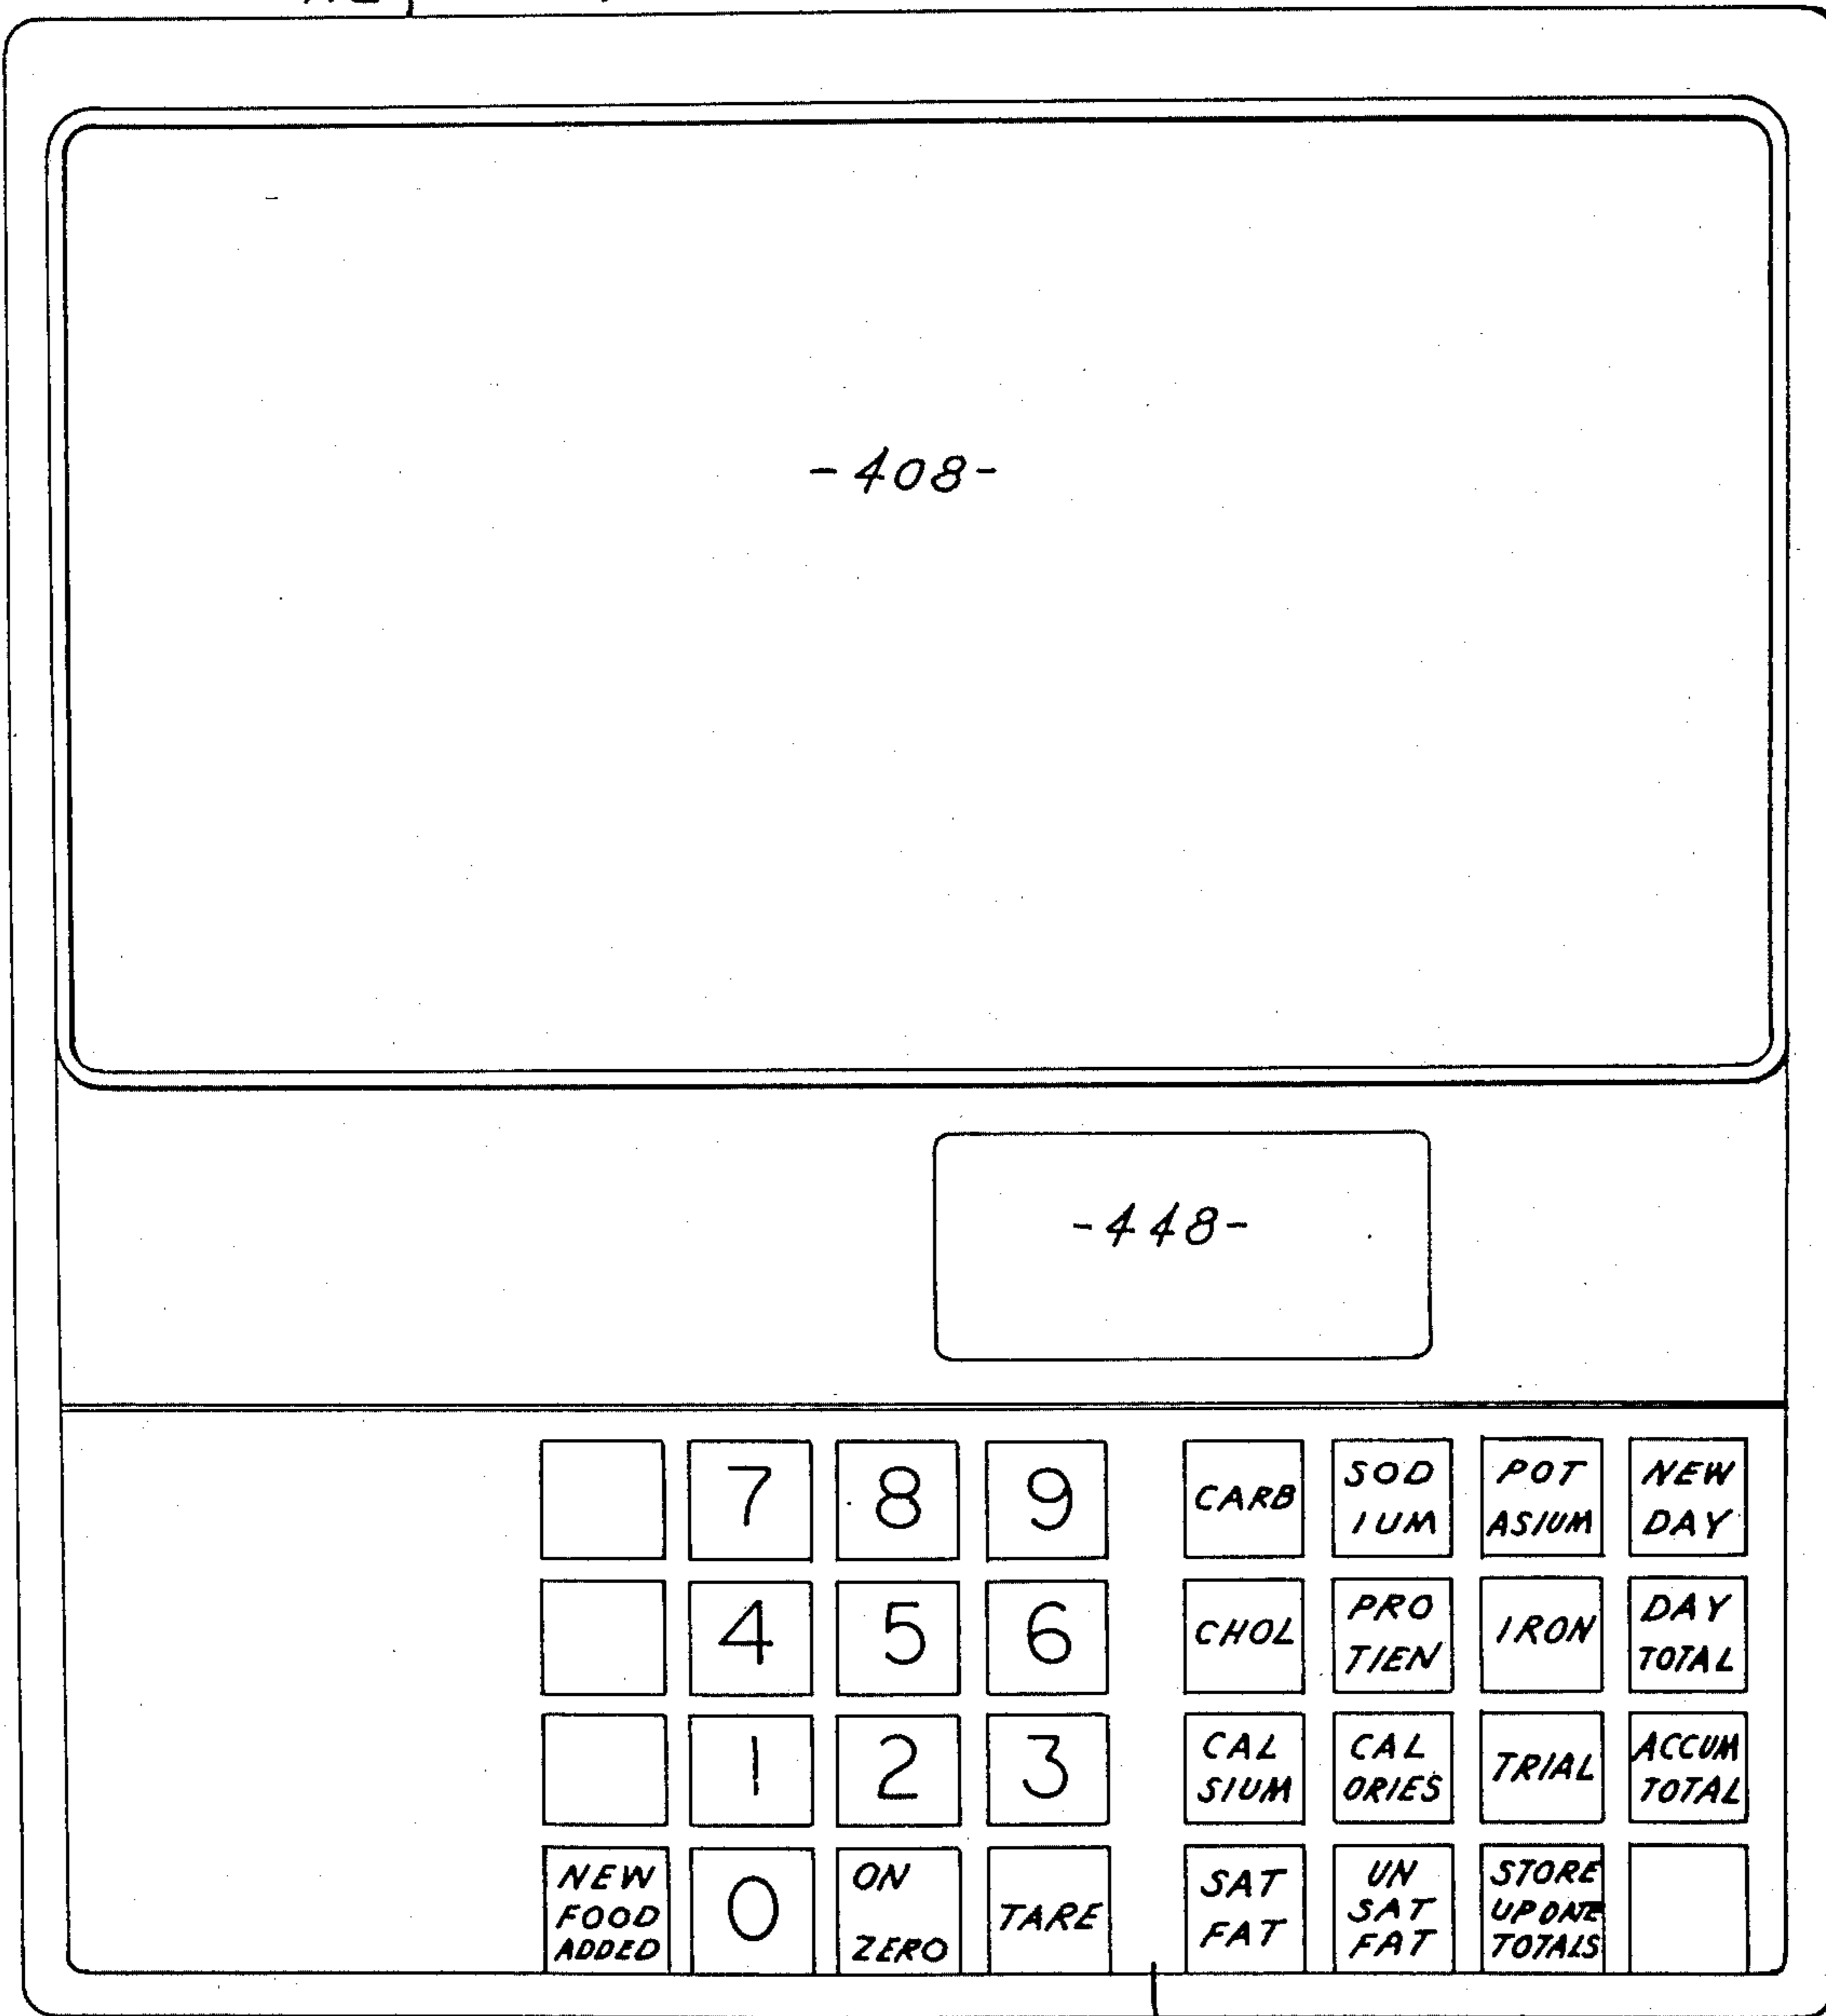 -408-
-448-
7 8 9 CARB SOD IUM POT ASIUM NEW DAY
4 5 6 CHOL PRO TIEN IRON DAY TOTAL
1 2 3 CAL SIUM CAL ORIES TRIAL ACCUM TOTAL
NEW FOOD ADDED 0 ON ZERO TARE SAT FAT UN SAT FAT STORE UPDATE TOTALS